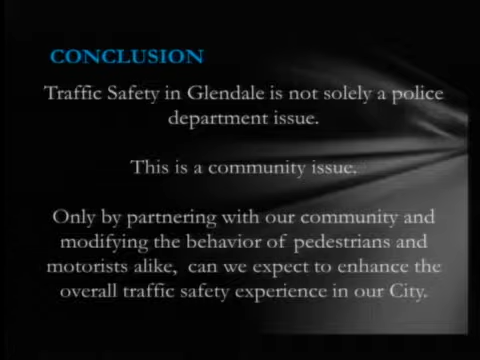 CONCLUSION
Traffic Safety in Glendale is not solely a police
department issue.
This is a community issue.
Only by partnering with our community and
modifying the behavior of pedestrians and
motorists alike, can we expect to enhance the
overall traffic safety experience in our City.